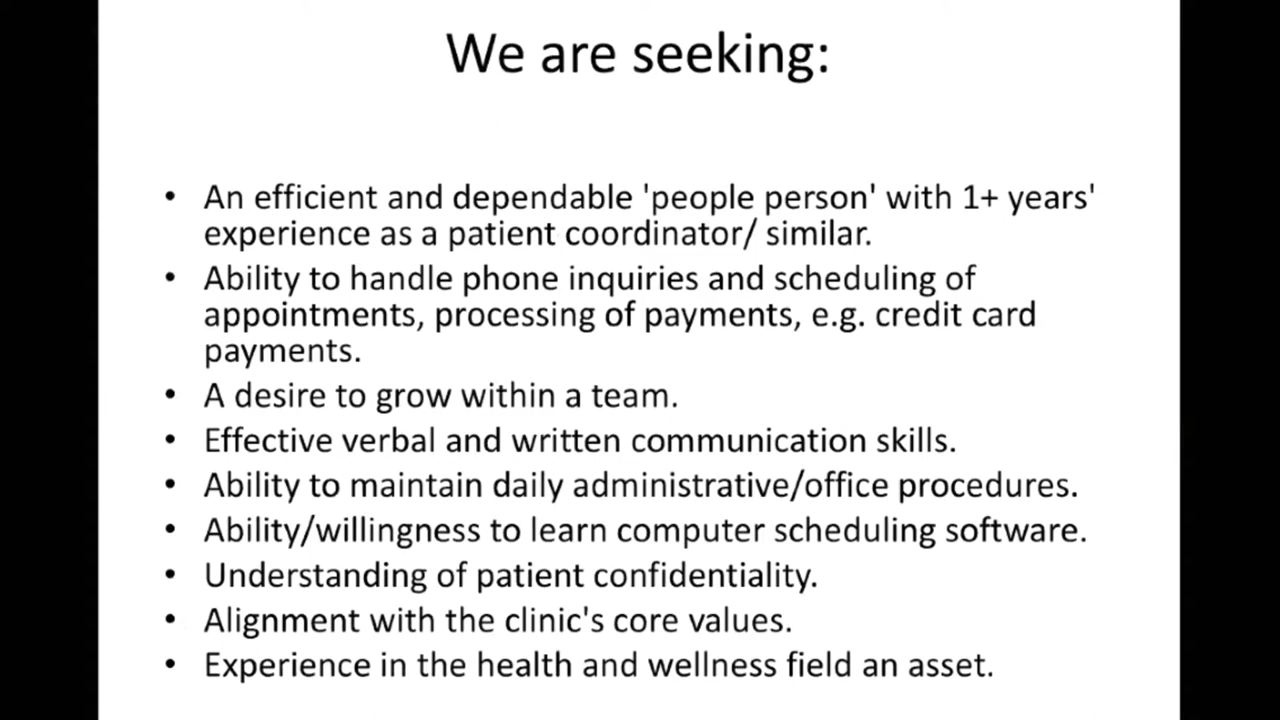 We are seeking:
• An efficient and dependable 'people person' with 1+ years'
experience as a patient coordinator/ similar.
• Ability to handle phone inquiries and scheduling of
appointments, processing of payments, e.g. credit card
payments.
• A desire to grow within a team.
• Effective verbal and written communication skills.
• Ability to maintain daily administrative/office procedures.
• Ability/willingness to learn computer scheduling software.
• Understanding of patient confidentiality.
• Alignment with the clinic's core values.
• Experience in the health and wellness field an asset.